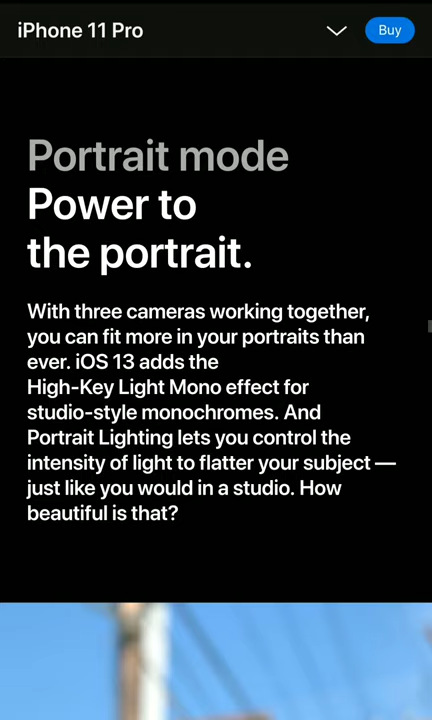 iPhone 11 Pro
Buy
Portrait mode
Power to
the portrait.
With three cameras working together,
you can fit more in your portraits than
ever. iOS 13 adds the
High-Key Light Mono effect for
studio-style monochromes. And
Portrait Lighting lets you control the
intensity of light to flatter your subject —
just like you would in a studio. How
beautiful is that?